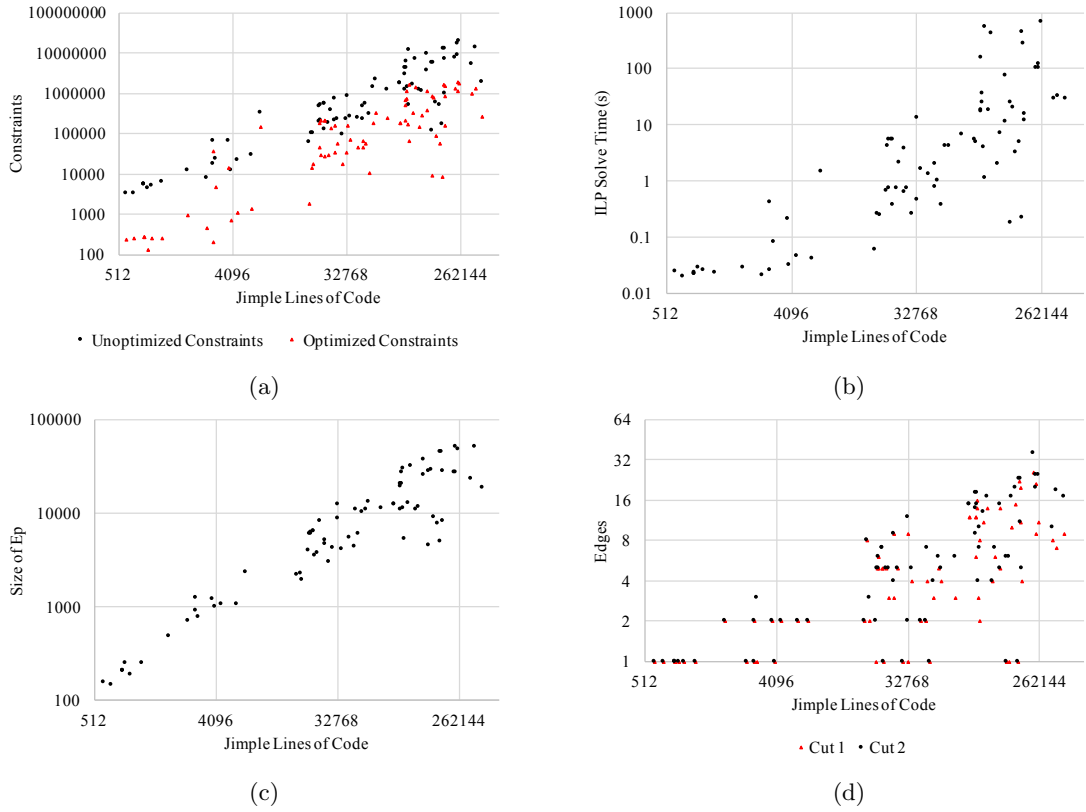 100000000
10000000
1000000
100000
10000
1000
100
Constraints
512 4096 32768 262144
Jimple Lines of Code
Unoptimized Constraints Optimized Constraints
(a)
1000
100
10
1
0.1
0.01
ILP Solve Time (s)
512 4096 32768 262144
Jimple Lines of Code
(b)
100000
10000
1000
100
Size of Ep
512 4096 32768 262144
Jimple Lines of Code
(c)
64
32
16
8
4
2
1
Edges
512 4096 32768 262144
Jimple Lines of Code
Cut 1 Cut 2
(d)